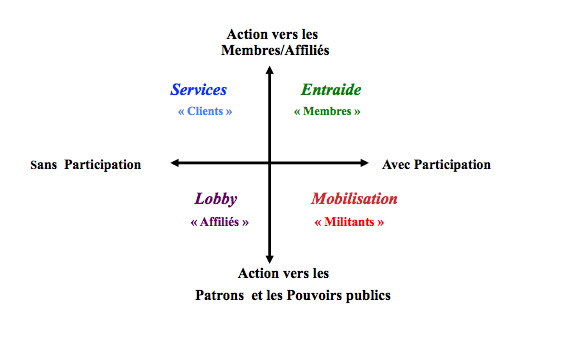 Action vers les
Membres/Affiliés
Services
Entraide
« Clients »
« Membres »
Sans Participation
Avec Participation
Lobby
Mobilisation
« Affiliés »
« Militants »
Action vers les
Patrons et les Pouvoirs publics